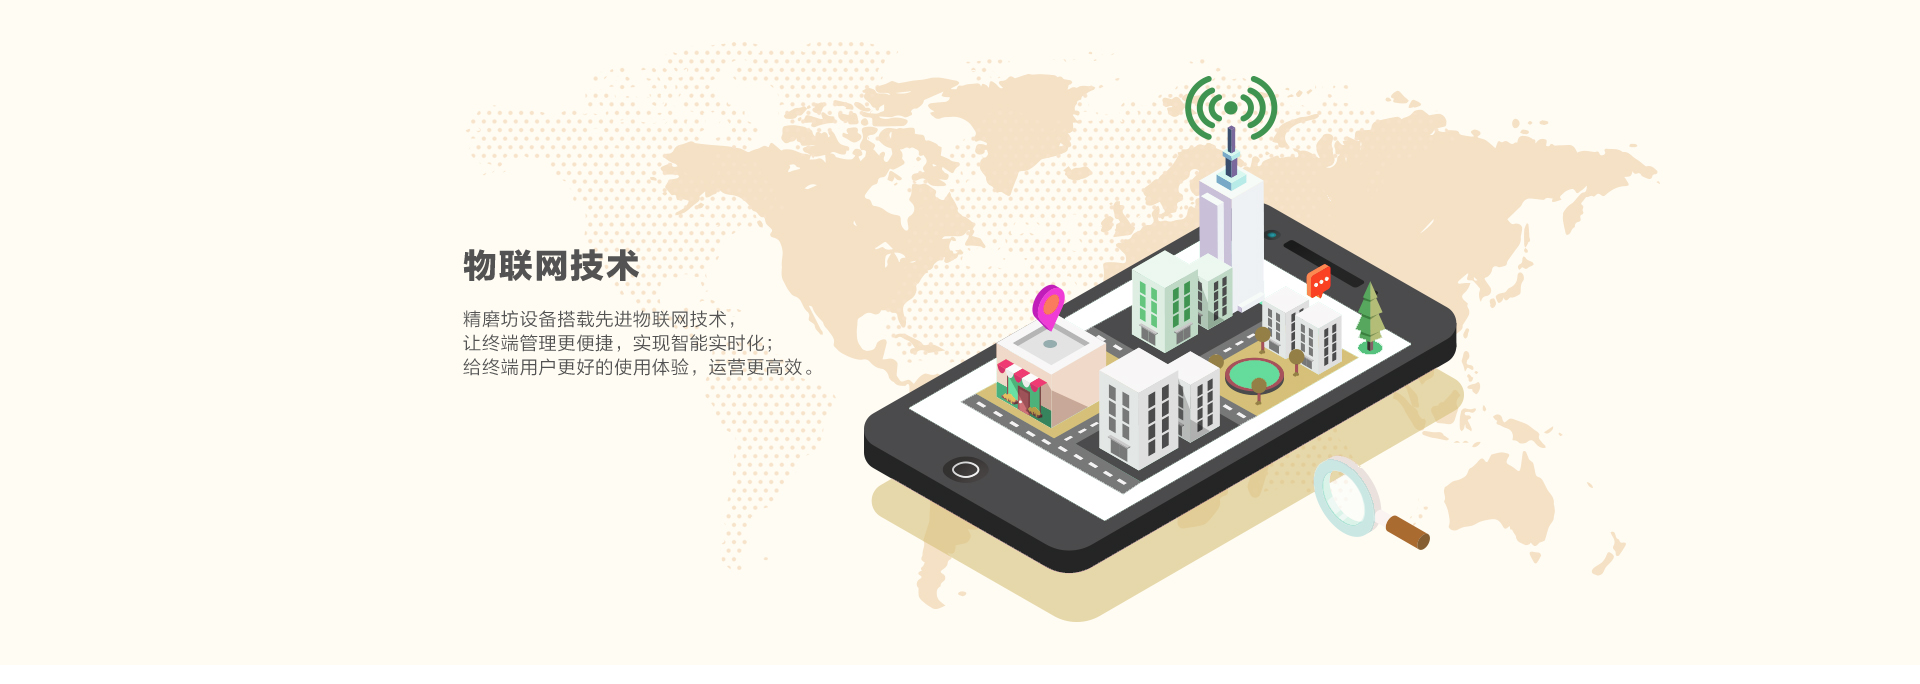 物联网技术
精磨坊设备搭载先进物联网技术，
让终端管理更便捷，实现智能实时化；
给终端用户更好的使用体验，运营更高效。